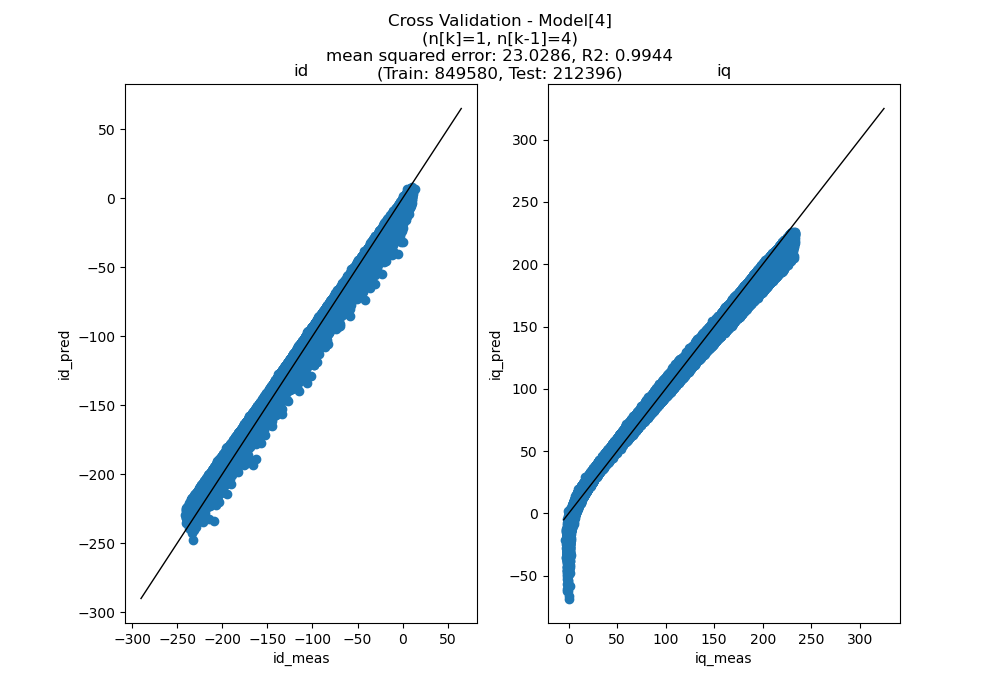 Cross Validation - Model[4]
(n[k]=1, n[k-1]=4)
mean squared error: 23.0286, R2: 0.9944
(Train: 849580, Test: 212396)
id
50
0
−50
−100
−150
−200
−250
−300
id_pred
−300 −250 −200 −150 −100 −50 0 50
id_meas
iq
300
250
200
150
100
50
0
−50
iq_pred
0 50 100 150 200 250 300
iq_meas